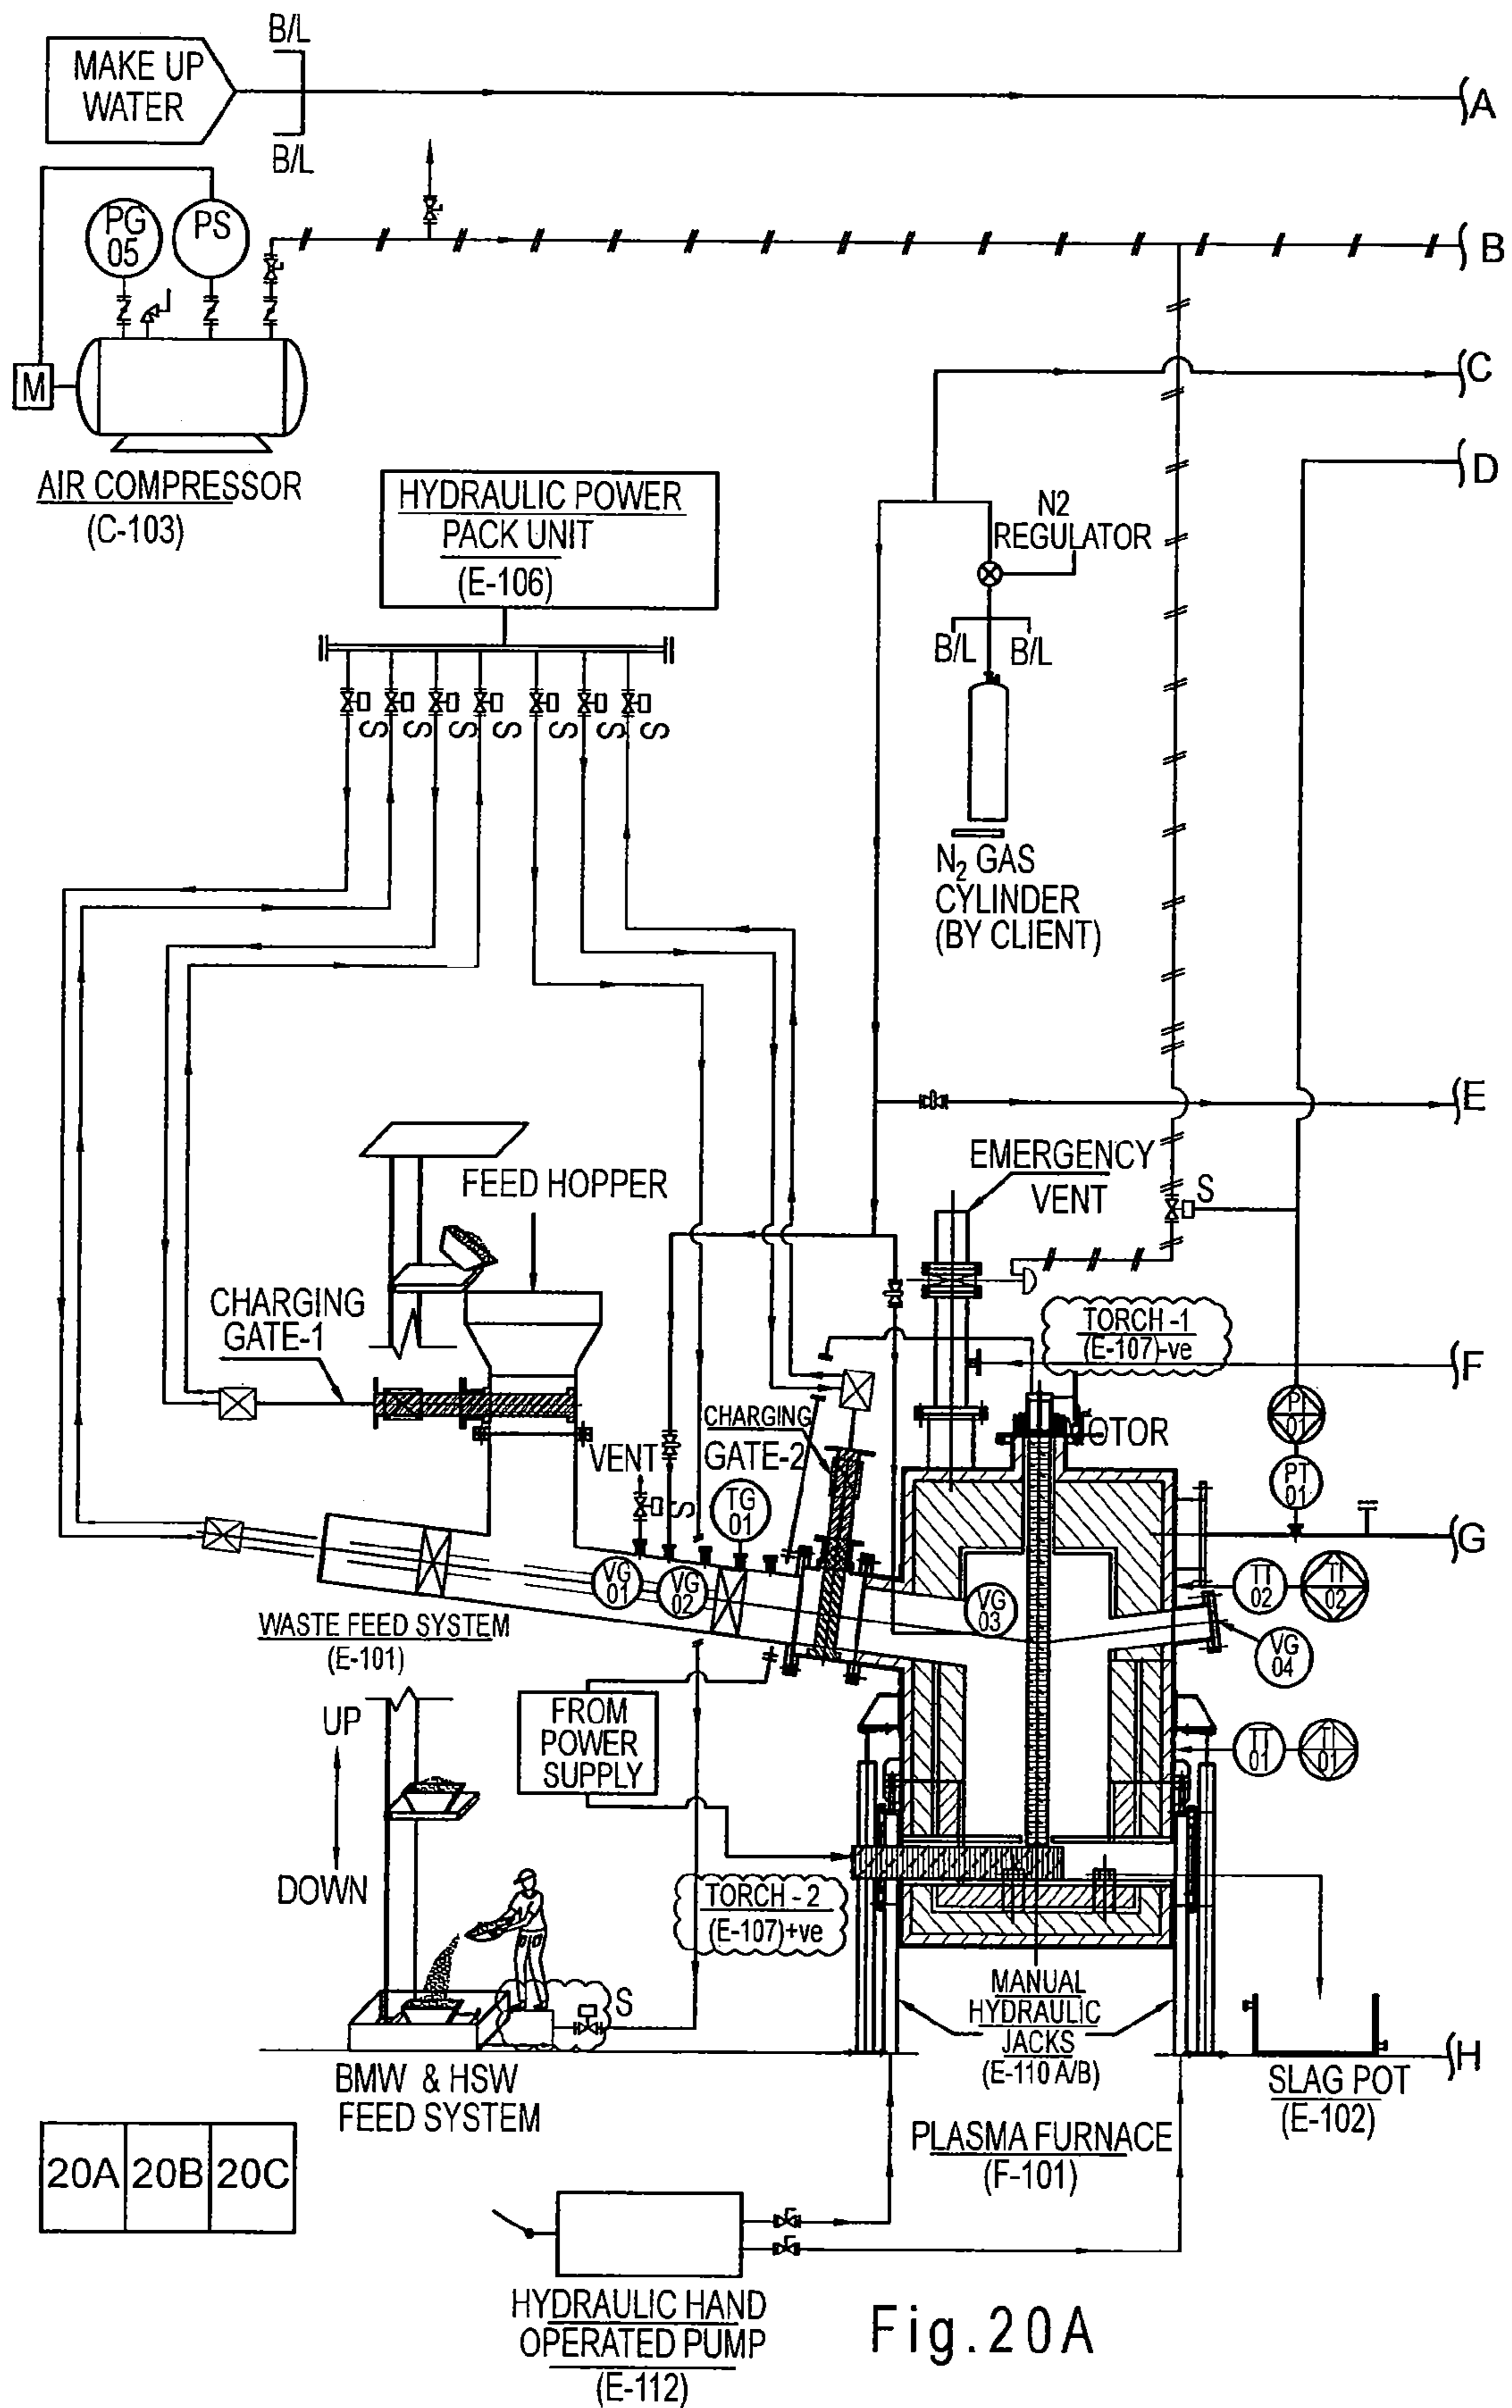 B/L
MAKE UP
WATER
A
B/L
PG
05
PS
B
M
C
AIR COMPRESSOR
(C-103)
D
HYDRAULIC POWER
PACK UNIT
(E-106)
N2
REGULATOR
B/L B/L
S S S S S S S
N2 GAS
CYLINDER
(BY CLIENT)
E
EMERGENCY
VENT
FEED HOPPER
S
CHARGING
GATE-1
TORCH -1
(E-107)-ve
F
PI
01
CHARGING
GATE-2
OTOR
VENT
S
TG
01
PT
01
G
VG
01
VG
02
VG
03
TT
02
TI
02
WASTE FEED SYSTEM
(E-101)
VG
04
UP
FROM
POWER
SUPPLY
TT
01
TI
01
DOWN
TORCH - 2
(E-107)+ve
S
MANUAL
HYDRAULIC
JACKS
(E-110 A/B)
H
BMW & HSW
FEED SYSTEM
SLAG POT
(E-102)
PLASMA FURNACE
(F-101)
20A 20B 20C
HYDRAULIC HAND
OPERATED PUMP
(E-112)
Fig.20A